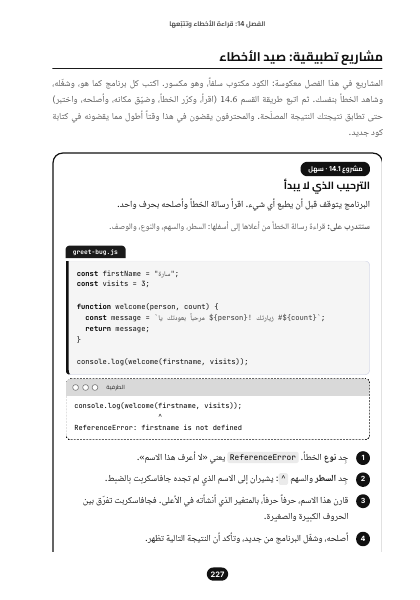 الفصل 14: قراءة الأخطاء وتتبّعها
مشاريع تطبيقية: صيد الأخطاء
المشاريع في هذا الفصل معكوسة: الكود مكتوب سلفاً، وهو مكسور. اكتب كل برنامج كما هو، وشغّله،
وشاهد الخطأ بنفسك. ثم اتبع طريقة القسم 14.6 (اقرأ، وكرّر الخطأ، وضيّق مكانه، وأصلحه، واختبر)
حتى تطابق نتيجتك النتيجة المصلّحة. والمحترفون يقضون في هذا وقتاً أطول مما يقضونه في كتابة
كود جديد.
مشروع 14.1 · سهل
الترحيب الذي لا يبدأ
البرنامج يتوقف قبل أن يطبع أي شيء. اقرأ رسالة الخطأ وأصلحه بحرف واحد.
ستتدرب على: قراءة رسالة الخطأ من أعلاها إلى أسفلها: السطر، والسهم، والنوع، والوصف.
greet-bug.js
const firstName = "سارة";
const visits = 3;
function welcome(person, count) {
const message = `مرحباً بعودتك يا ${person}! زيارتك #${count}`;
return message;
}
console.log(welcome(firstname, visits));
الطرفية
console.log(welcome(firstname, visits));
^
ReferenceError: firstname is not defined
1 جِد نوع الخطأ. ReferenceError يعني «لا أعرف هذا الاسم».
2 جِد السطر والسهم ^: يشيران إلى الاسم الذي لم تجده جافاسكربت بالضبط.
3 قارن هذا الاسم، حرفاً حرفاً، بالمتغير الذي أنشأته في الأعلى. فجافاسكربت تفرّق بين
الحروف الكبيرة والصغيرة.
4 أصلحه، وشغّل البرنامج من جديد، وتأكد أن النتيجة التالية تظهر.
227